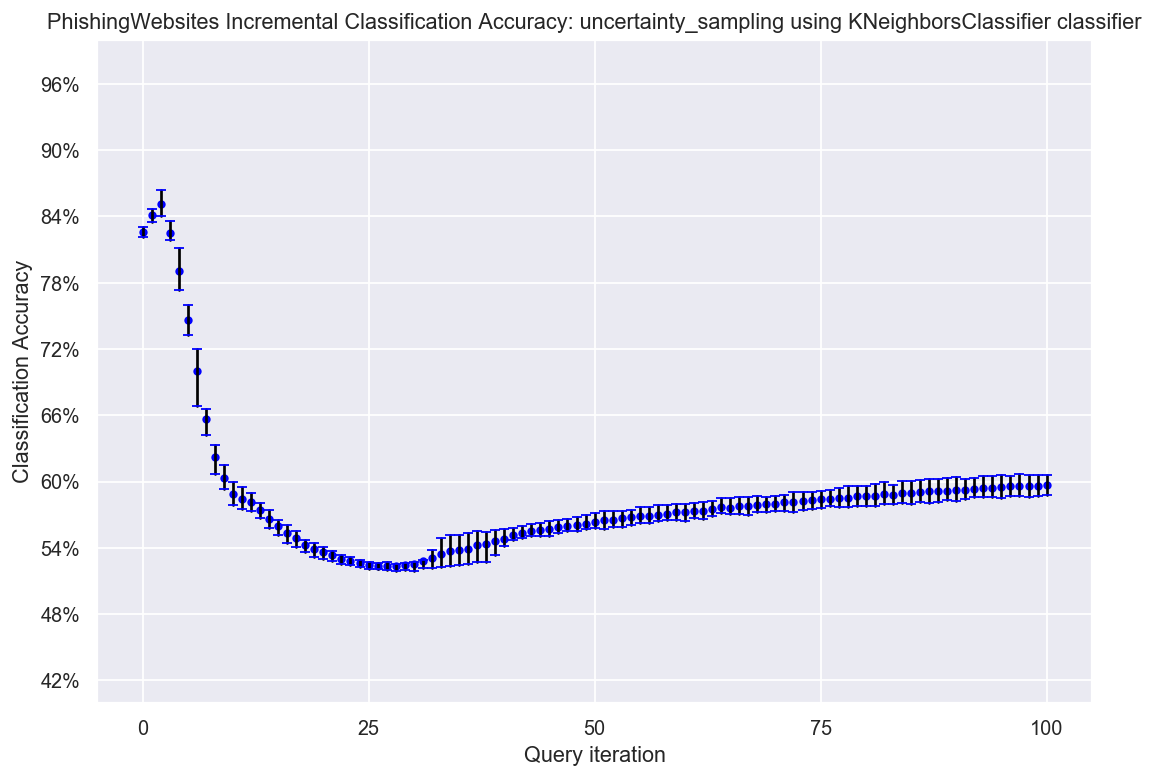 PhishingWebsites Incremental Classification Accuracy: uncertainty_sampling using KNeighborsClassifier classifier
96%
90%
84%
78%
72%
66%
60%
54%
48%
42%
Classification Accuracy
0 25 50 75 100
Query iteration